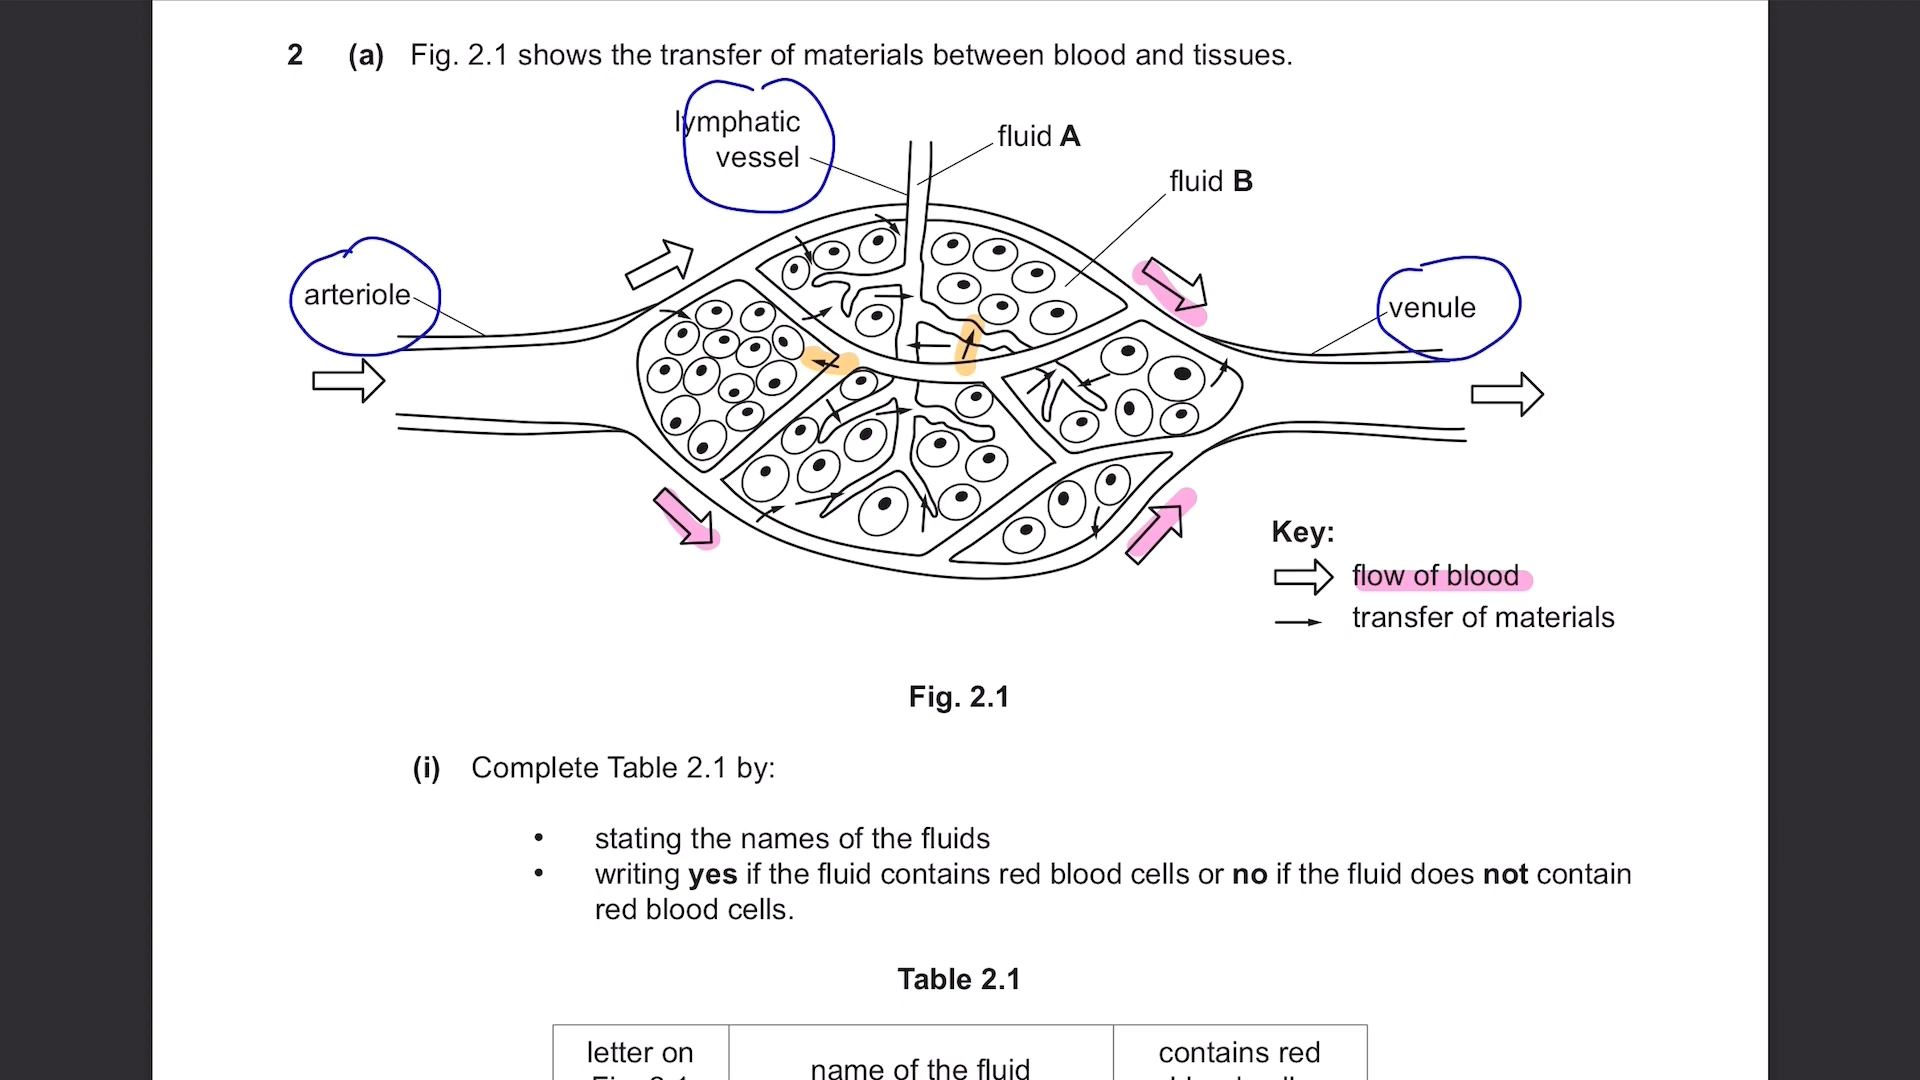 2 (a) Fig. 2.1 shows the transfer of materials between blood and tissues.
lymphatic
vessel
fluid A
fluid B
arteriole
venule
Key:
flow of blood
transfer of materials
Fig. 2.1
(i) Complete Table 2.1 by:
• stating the names of the fluids
• writing yes if the fluid contains red blood cells or no if the fluid does not contain
red blood cells.
Table 2.1
letter on
name of the fluid
contains red